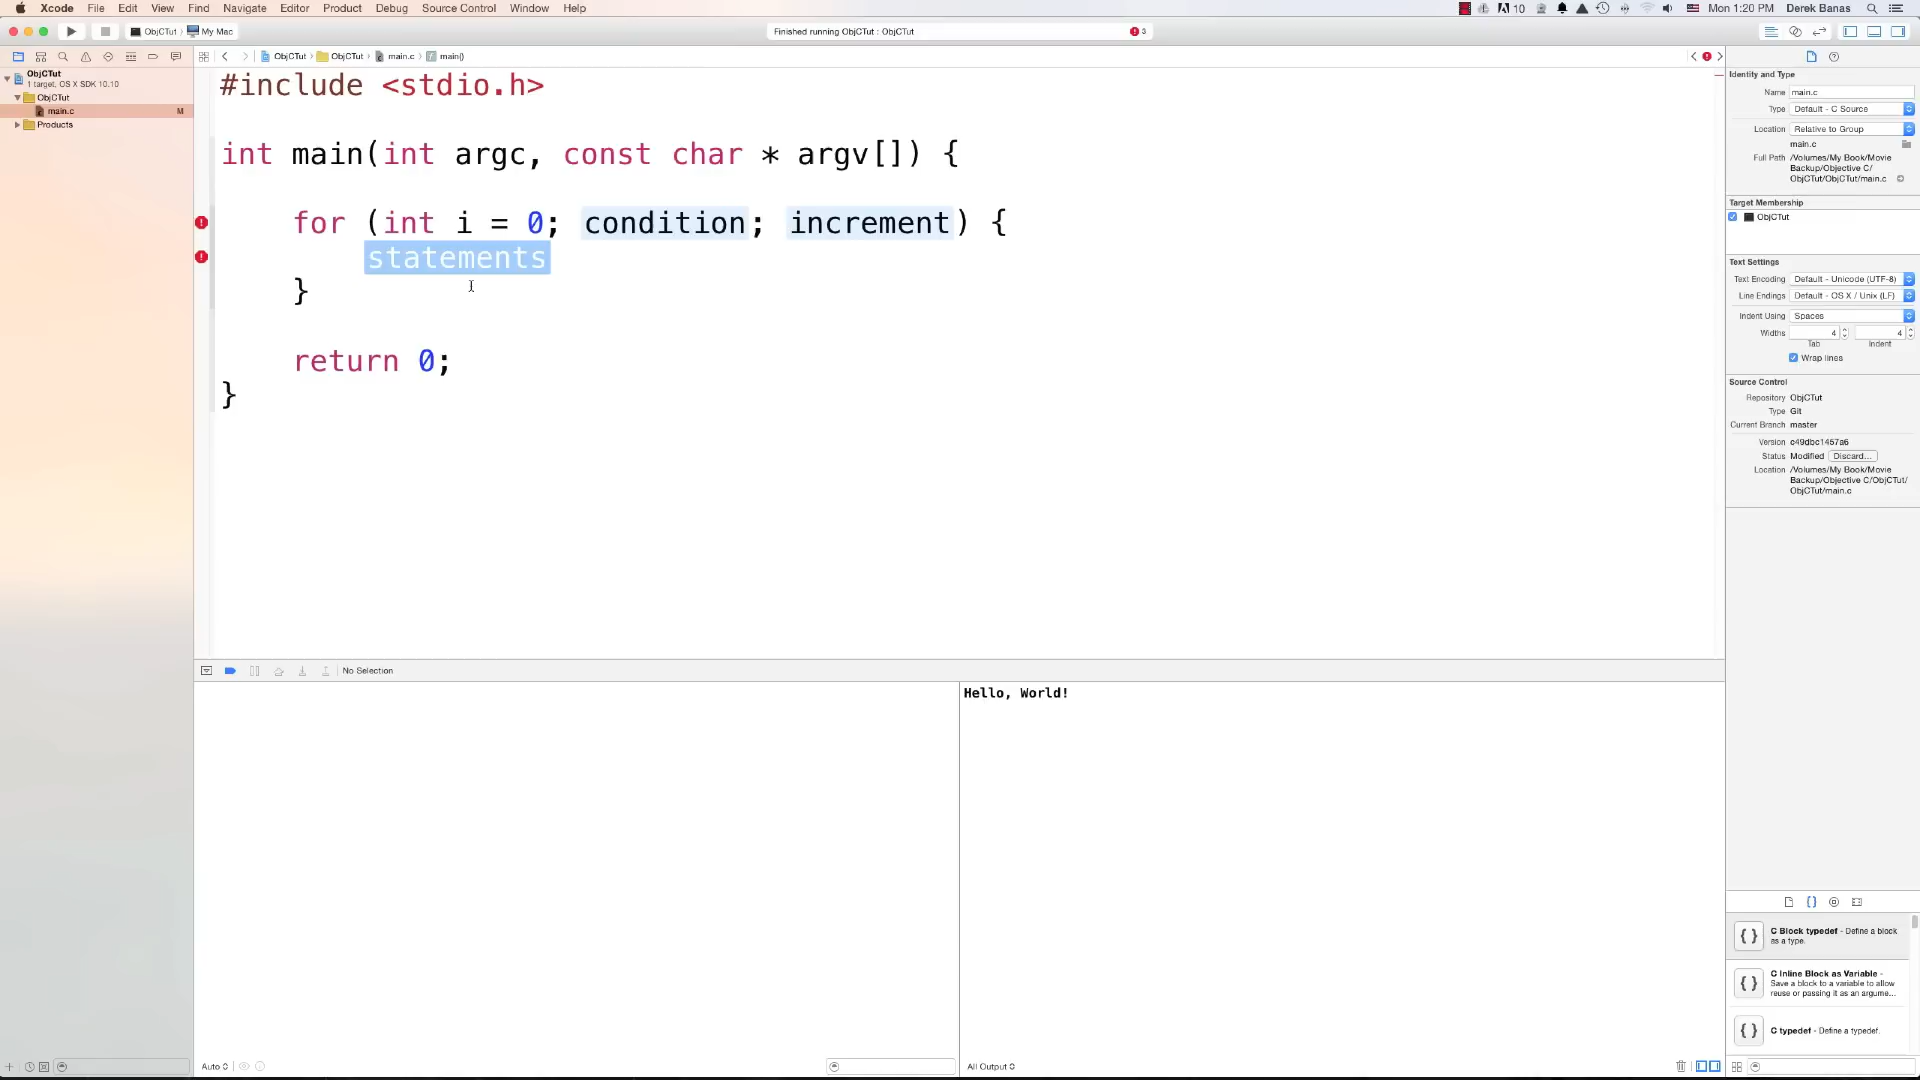 Xcode File Edit View Find Navigate Editor Product Debug Source Control Window Help 10 Mon 1:20 PM Derek Banas
ObjCTut My Mac Finished running ObjCTut : ObjCTut 3
ObjCTut ObjCTut main.c main()
ObjCTut
1 target, OS X SDK 10.10
ObjCTut
main.c M
Products
#include <stdio.h>
int main(int argc, const char * argv[]) {
for (int i = 0; condition; increment) {
statements
}
return 0;
}
No Selection
Hello, World!
Auto
All Output
Identity and Type
Name main.c
Type Default - C Source
Location Relative to Group
main.c
Full Path /Volumes/My Book/Movie
Backup/Objective C/
ObjCTut/ObjCTut/main.c
Target Membership
ObjCTut
Text Settings
Text Encoding Default - Unicode (UTF-8)
Line Endings Default - OS X / Unix (LF)
Indent Using Spaces
Widths 4 4
Tab Indent
Wrap lines
Source Control
Repository ObjCTut
Type Git
Current Branch master
Version c49dbc1457a6
Status Modified Discard...
Location /Volumes/My Book/Movie
Backup/Objective C/ObjCTut/
ObjCTut/main.c
{ } C Block typedef - Define a block
as a type.
{ } C Inline Block as Variable -
Save a block to a variable to allow
reuse or passing it as an argume...
{ } C typedef - Define a typedef.